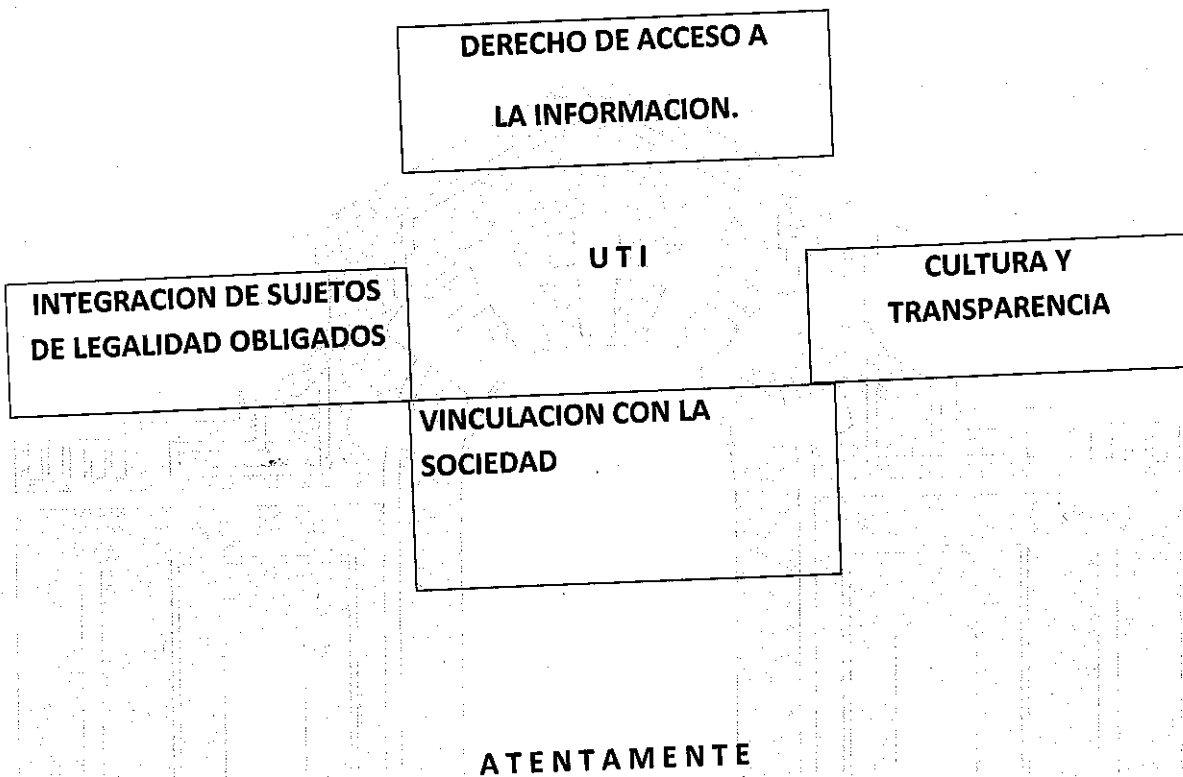 DERECHO DE ACCESO A
LA INFORMACION.
U T I
INTEGRACION DE SUJETOS
DE LEGALIDAD OBLIGADOS
CULTURA Y
TRANSPARENCIA
VINCULACION CON LA
SOCIEDAD
A T E N T A M E N T E